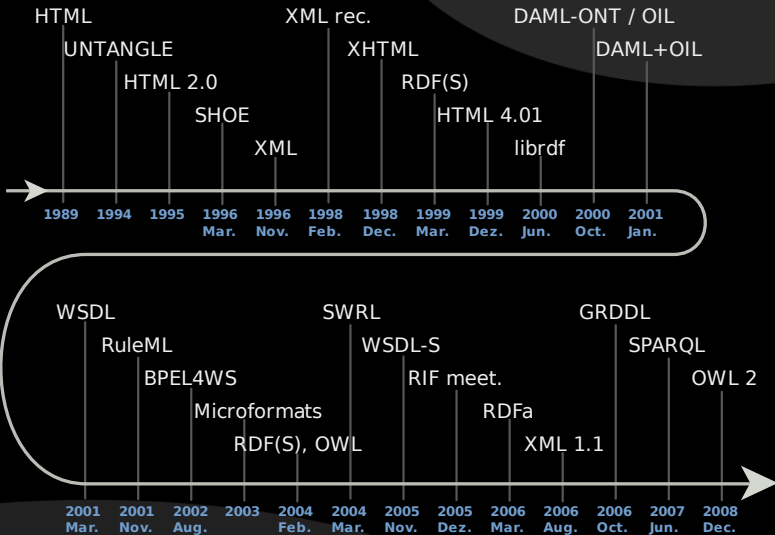 HTML
XML rec.
DAML-ONT / OIL
UNTANGLE
XHTML
DAML+OIL
HTML 2.0
RDF(S)
SHOE
HTML 4.01
XML
librdf
1989 1994 1995 1996 1996 1998 1998 1999 1999 2000 2000 2001
Mar. Nov. Feb. Dec. Mar. Dez. Jun. Oct. Jan.
WSDL
SWRL
GRDDL
RuleML
WSDL-S
SPARQL
BPEL4WS
RIF meet.
OWL 2
Microformats
RDFa
RDF(S), OWL
XML 1.1
2001 2001 2002 2003 2004 2004 2005 2005 2006 2006 2006 2007 2008
Mar. Nov. Aug. Feb. Mar. Nov. Dez. Mar. Aug. Oct. Jun. Dec.